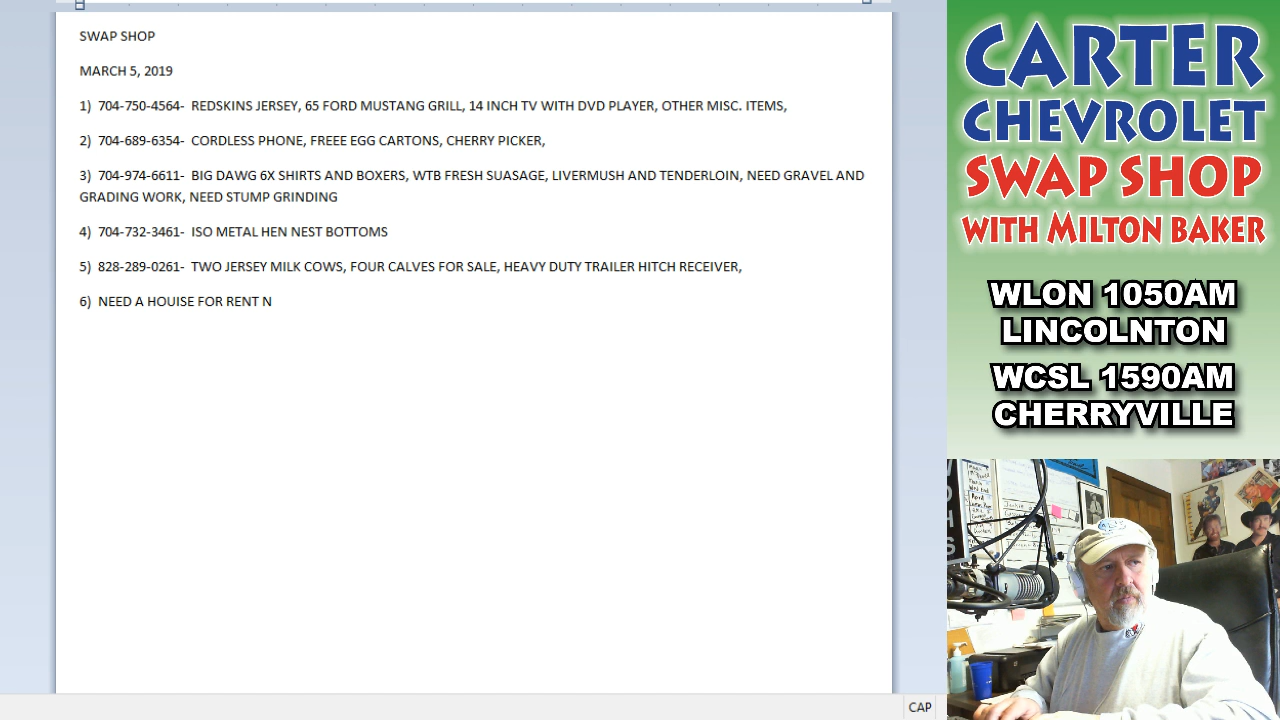 SWAP SHOP
MARCH 5, 2019
1) 704-750-4564- REDSKINS JERSEY, 65 FORD MUSTANG GRILL, 14 INCH TV WITH DVD PLAYER, OTHER MISC. ITEMS,
2) 704-689-6354- CORDLESS PHONE, FREEE EGG CARTONS, CHERRY PICKER,
3) 704-974-6611- BIG DAWG 6X SHIRTS AND BOXERS, WTB FRESH SUASAGE, LIVERMUSH AND TENDERLOIN, NEED GRAVEL AND
GRADING WORK, NEED STUMP GRINDING
4) 704-732-3461- ISO METAL HEN NEST BOTTOMS
5) 828-289-0261- TWO JERSEY MILK COWS, FOUR CALVES FOR SALE, HEAVY DUTY TRAILER HITCH RECEIVER,
6) NEED A HOUISE FOR RENT N
CAP
CARTER
CHEVROLET
SWAP SHOP
WITH MILTON BAKER
WLON 1050AM
LINCOLNTON
WCSL 1590AM
CHERRYVILLE